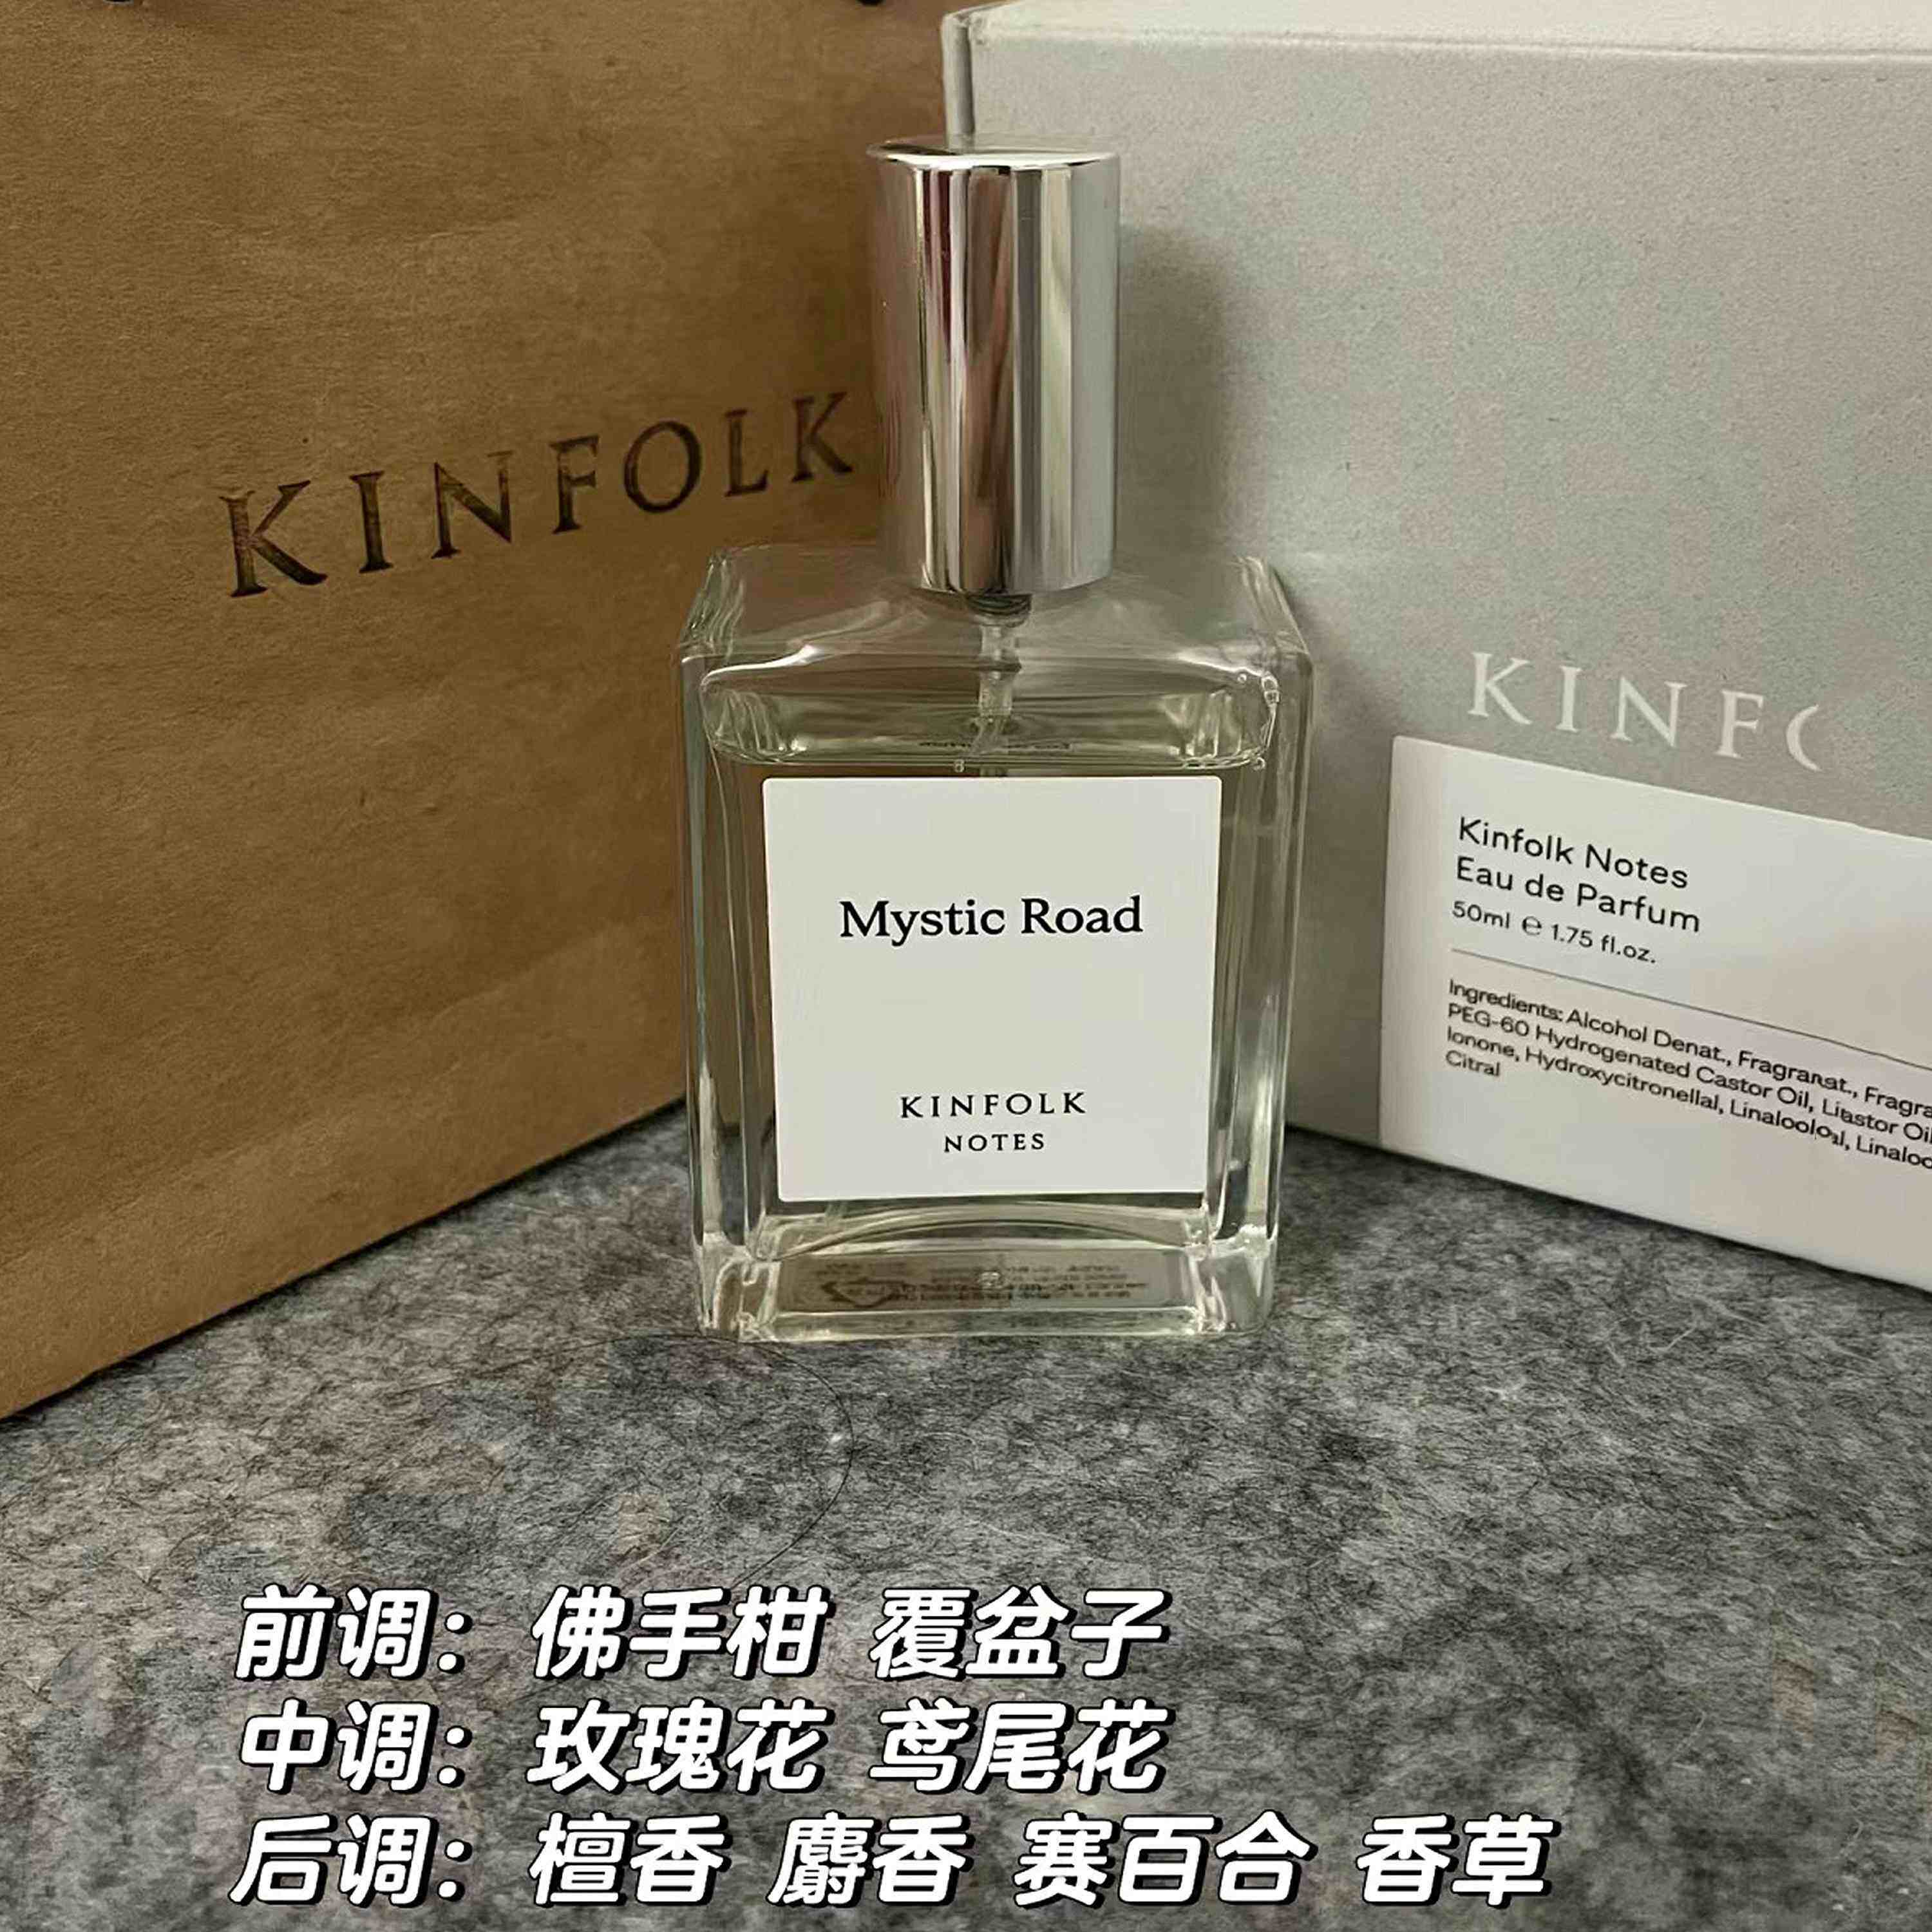 KINFOLK
Mystic Road
KINFOLK
NOTES
KINF
Kinfolk Notes
Eau de Parfum
50ml ℮ 1.75 fl.oz.
Ingredients: Alcohol Denat., Fragranst., Fragra
PEG-60 Hydrogenated Castor Oil, Liastor Oil
Ionone, Hydroxycitronellal, Linalool, Linaloo
Citral
前调：佛手柑 覆盆子
中调：玫瑰花 鸢尾花
后调：檀香 麝香 赛百合 香草